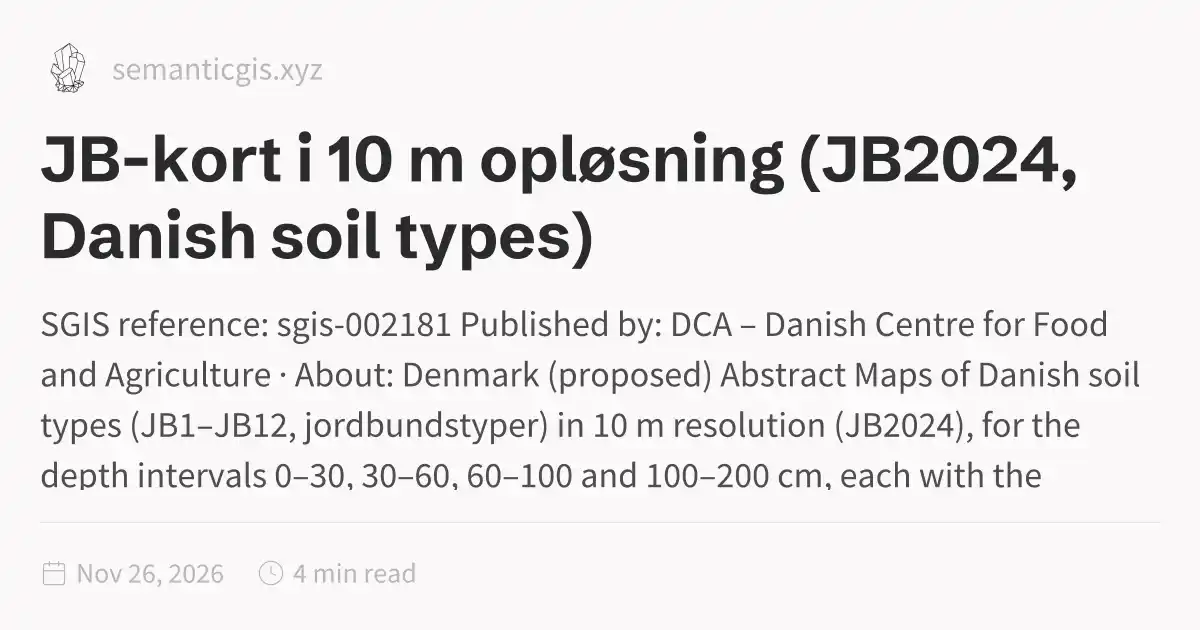 semanticgis.xyz
JB-kort i 10 m opløsning (JB2024,
Danish soil types)
SGIS reference: sgis-002181 Published by: DCA – Danish Centre for Food
and Agriculture · About: Denmark (proposed) Abstract Maps of Danish soil
types (JB1–JB12, jordbundstyper) in 10 m resolution (JB2024), for the
depth intervals 0–30, 30–60, 60–100 and 100–200 cm, each with the
Nov 26, 2026
4 min read